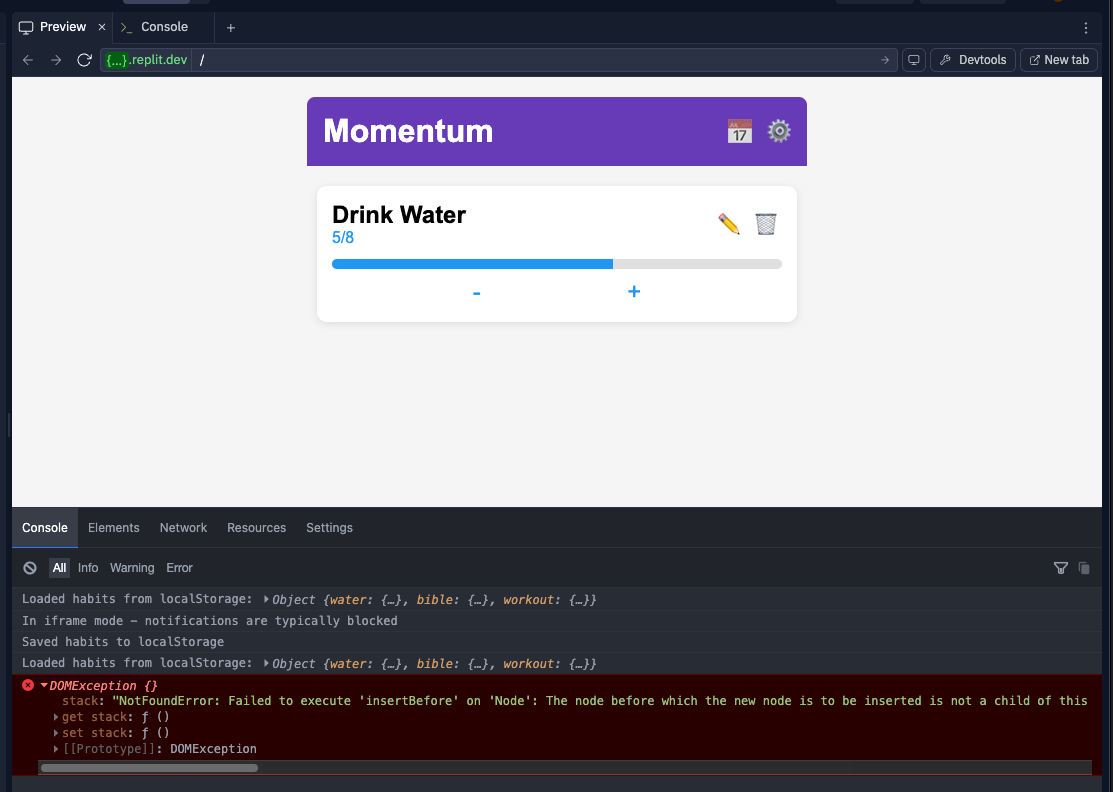 Preview × >_ Console +
{...}.replit.dev / Devtools New tab
Momentum
JUL 17
Drink Water
5/8
- +
Console Elements Network Resources Settings
All Info Warning Error
Loaded habits from localStorage: Object {water: {…}, bible: {…}, workout: {…}}
In iframe mode – notifications are typically blocked
Saved habits to localStorage
Loaded habits from localStorage: Object {water: {…}, bible: {…}, workout: {…}}
DOMException {}
stack: "NotFoundError: Failed to execute 'insertBefore' on 'Node': The node before which the new node is to be inserted is not a child of this
get stack: ƒ ()
set stack: ƒ ()
[[Prototype]]: DOMException